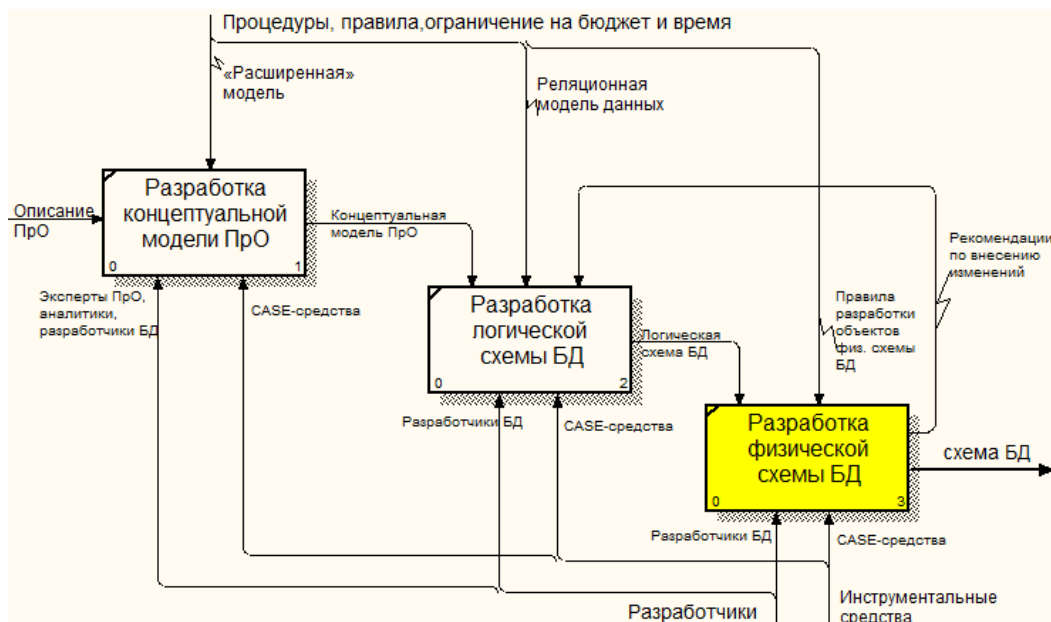 Процедуры, правила,ограничение на бюджет и время
«Расширенная»
модель
Реляционная
модель данных
Описание
ПрО
Разработка
концептуальной
модели ПрО
0 1
Концептуальная
модель ПрО
Рекомендации
по внесению
изменений
Эксперты ПрО,
аналитики,
разработчики БД
CASE-средства
Разработка
логической
схемы БД
0 2
Логическая
схема БД
Правила
разработки
объектов
физ. схемы
БД
Разработчики БД
CASE-средства
Разработка
физической
схемы БД
0 3
схема БД
Разработчики БД
CASE-средства
Разработчики
Инструментальные
средства